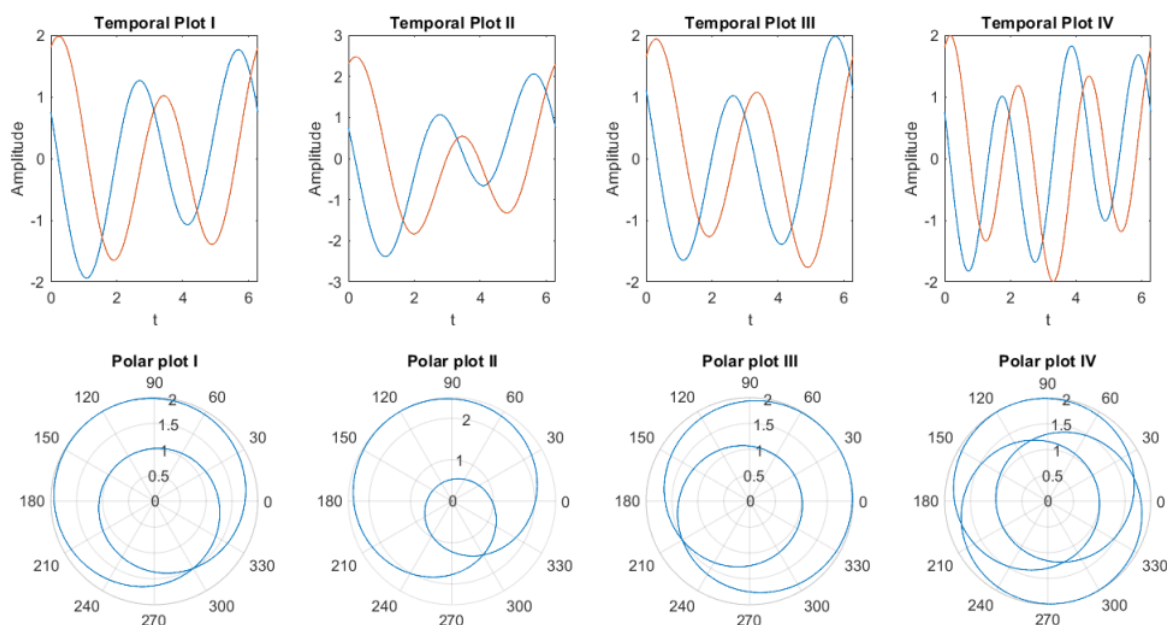 Temporal Plot I
Temporal Plot II
Temporal Plot III
Temporal Plot IV
2
1
0
-1
-2
Amplitude
0 2 4 6
t
3
2
1
0
-1
-2
-3
Amplitude
0 2 4 6
t
2
1
0
-1
-2
Amplitude
0 2 4 6
t
2
1
0
-1
-2
Amplitude
0 2 4 6
t
Polar plot I
90
120 60
2
1.5
150 30
1
0.5
180 0 0
210 330
240 300
270
Polar plot II
90
120 60
2
150 30
1
180 0 0
210 330
240 300
270
Polar plot III
90
120 60
2
1.5
150 30
1
0.5
180 0 0
210 330
240 300
270
Polar plot IV
90
120 60
2
1.5
150 30
1
0.5
180 0 0
210 330
240 300
270